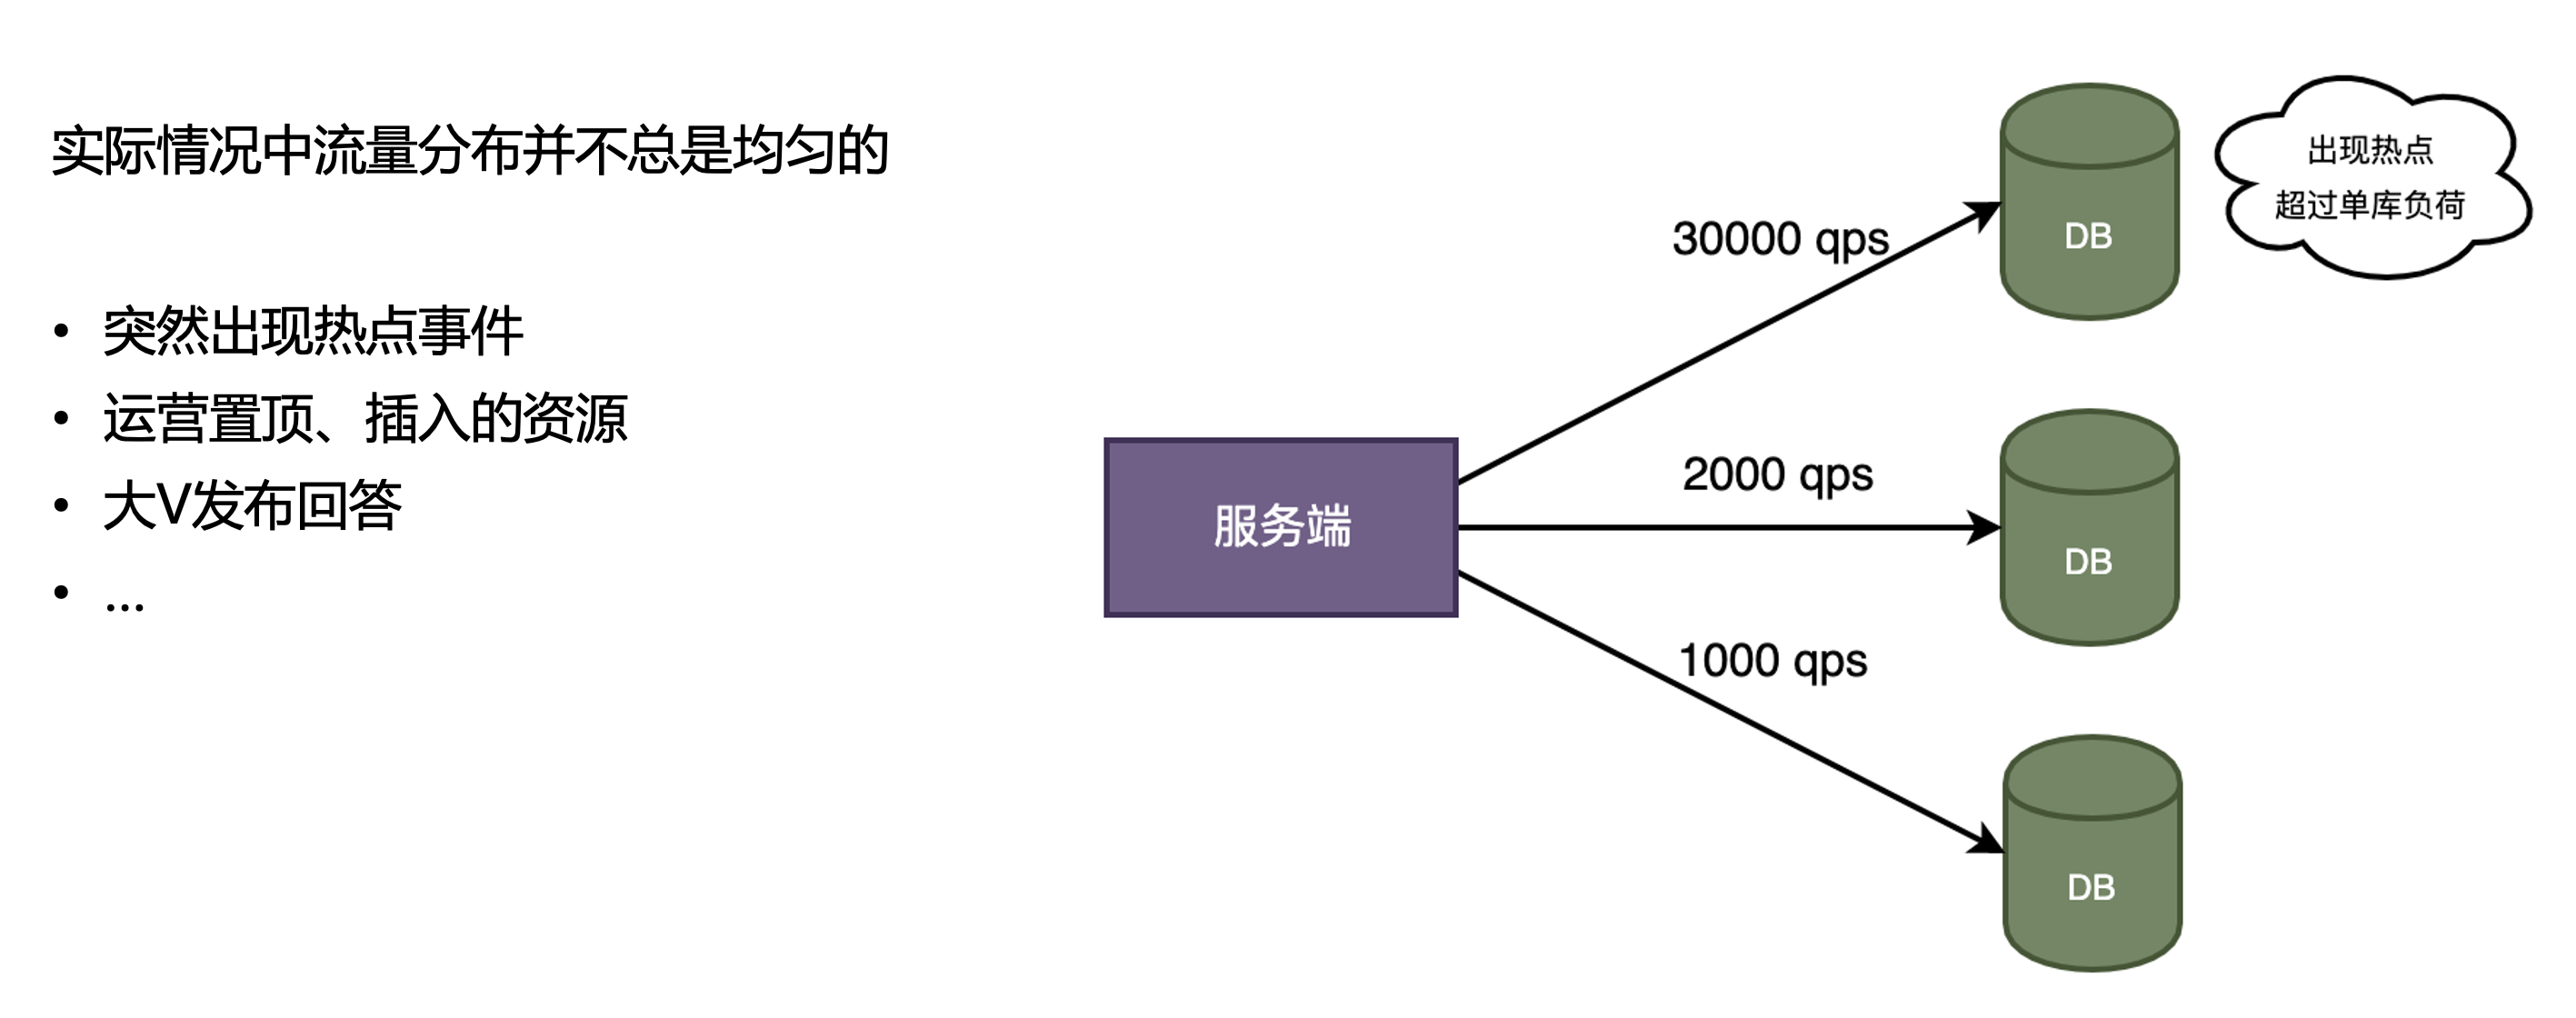 实际情况中流量分布并不总是均匀的
• 突然出现热点事件
• 运营置顶、插入的资源
• 大V发布回答
• ...
服务端
30000 qps
2000 qps
1000 qps
DB
出现热点
超过单库负荷
DB
DB